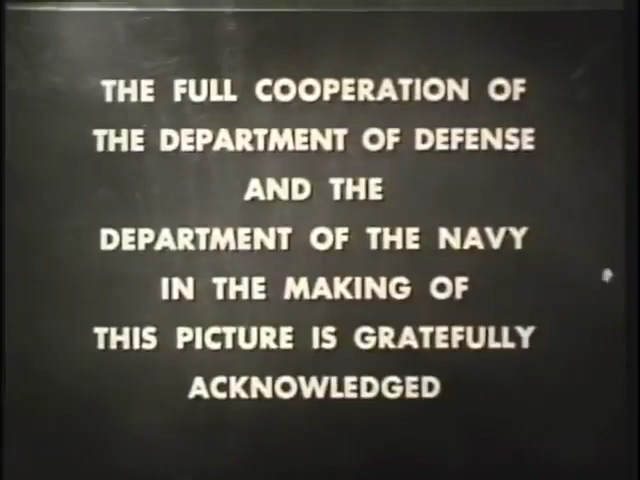 THE FULL COOPERATION OF
THE DEPARTMENT OF DEFENSE
AND THE
DEPARTMENT OF THE NAVY
IN THE MAKING OF
THIS PICTURE IS GRATEFULLY
ACKNOWLEDGED